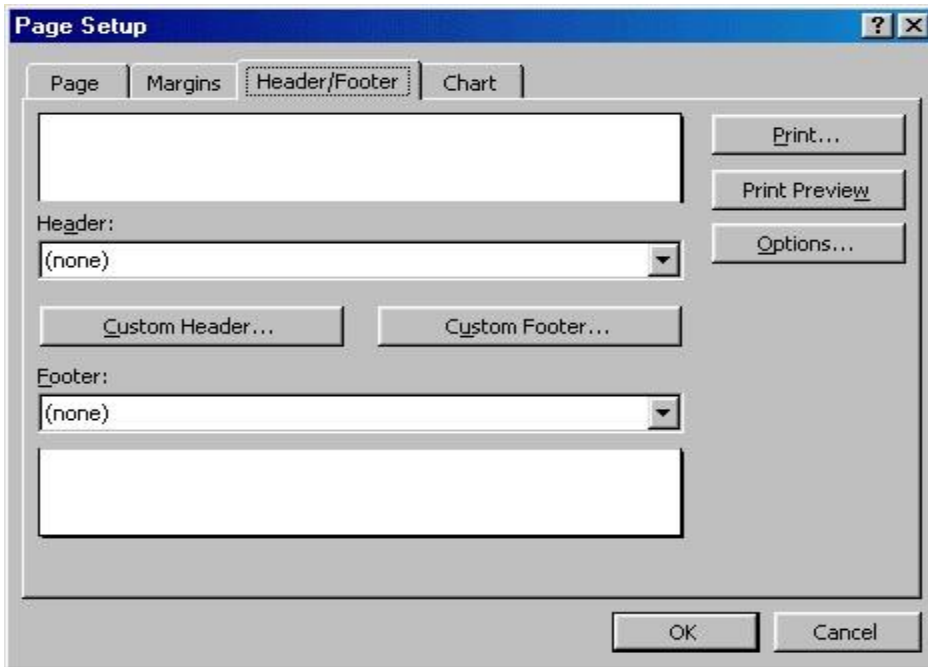 Page Setup
Page Margins Header/Footer Chart
Print...
Print Preview
Header:
Options...
(none)
Custom Header... Custom Footer...
Footer:
(none)
OK Cancel